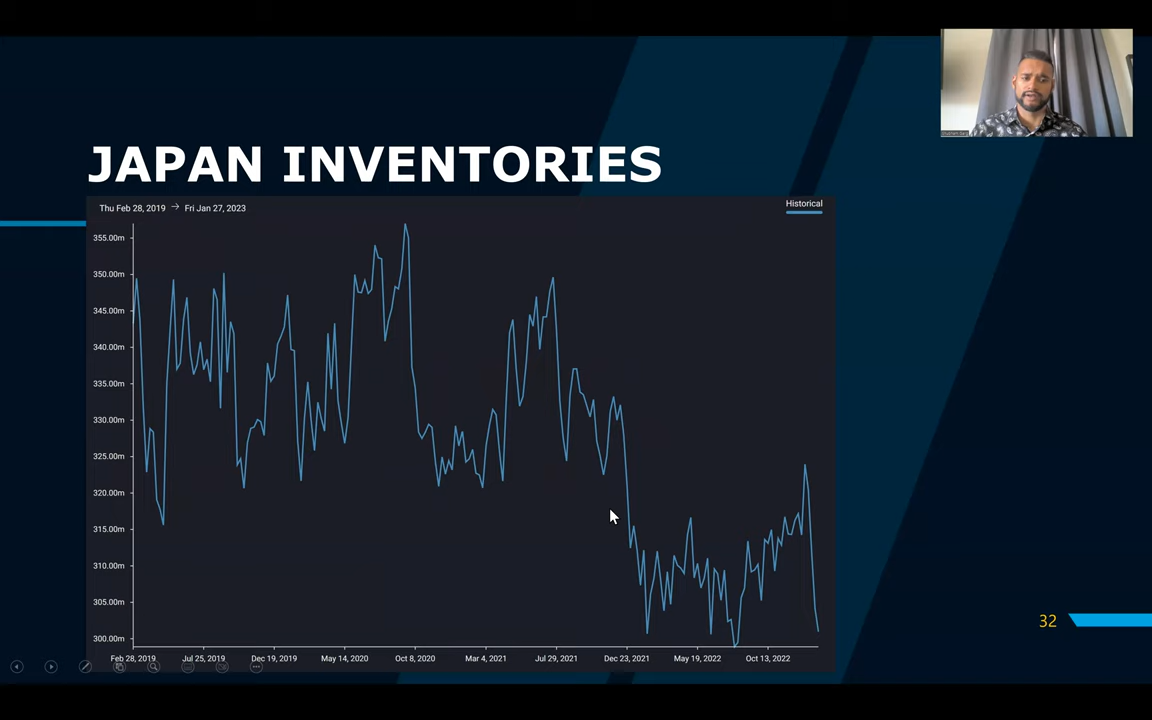 JAPAN INVENTORIES
Thu Feb 28, 2019 → Fri Jan 27, 2023
Historical
355.00m
350.00m
345.00m
340.00m
335.00m
330.00m
325.00m
320.00m
315.00m
310.00m
305.00m
300.00m
Feb 28, 2019 Jul 25, 2019 Dec 19, 2019 May 14, 2020 Oct 8, 2020 Mar 4, 2021 Jul 29, 2021 Dec 23, 2021 May 19, 2022 Oct 13, 2022
32